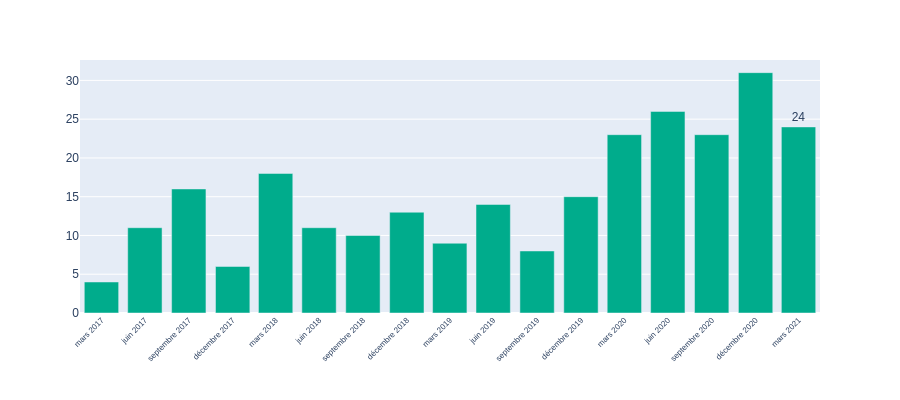 30
25
20
15
10
5
0
24
mars 2017
juin 2017
septembre 2017
décembre 2017
mars 2018
juin 2018
septembre 2018
décembre 2018
mars 2019
juin 2019
septembre 2019
décembre 2019
mars 2020
juin 2020
septembre 2020
décembre 2020
mars 2021